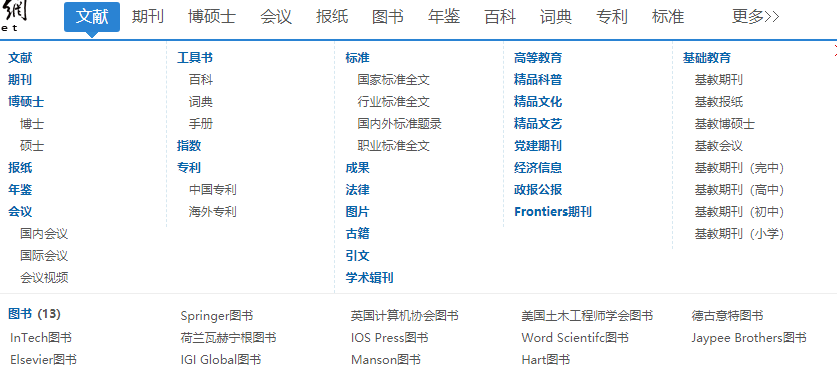 網
et
文献 期刊 博硕士 会议 报纸 图书 年鉴 百科 词典 专利 标准 更多>>
文献
期刊
博硕士
博士
硕士
报纸
年鉴
会议
国内会议
国际会议
会议视频
工具书
百科
词典
手册
指数
专利
中国专利
海外专利
标准
国家标准全文
行业标准全文
国内外标准题录
职业标准全文
成果
法律
图片
古籍
引文
学术辑刊
高等教育
精品科普
精品文化
精品文艺
党建期刊
经济信息
政报公报
Frontiers期刊
基础教育
基教期刊
基教报纸
基教博硕士
基教会议
基教期刊（完中）
基教期刊（高中）
基教期刊（初中）
基教期刊（小学）
图书 (13) Springer图书 英国计算机协会图书 美国土木工程师学会图书 德古意特图书
InTech图书 荷兰瓦赫宁根图书 IOS Press图书 Word Scientifc图书 Jaypee Brothers图书
Elsevier图书 IGI Global图书 Manson图书 Hart图书